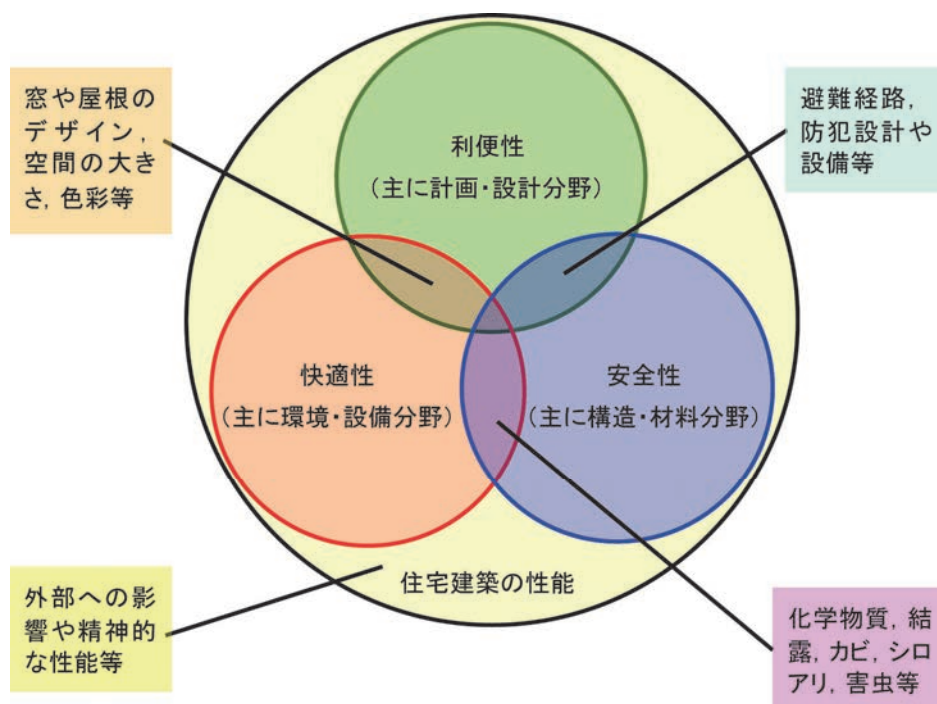 窓や屋根の
デザイン，
空間の大き
さ，色彩等
避難経路，
防犯設計や
設備等
利便性
（主に計画・設計分野）
快適性
（主に環境・設備分野）
安全性
（主に構造・材料分野）
住宅建築の性能
外部への影
響や精神的
な性能等
化学物質，結
露，カビ，シロ
アリ，害虫等